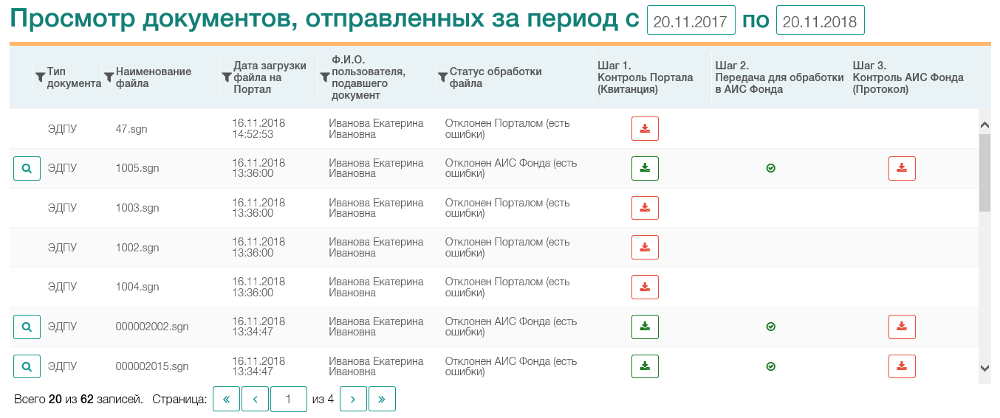 Просмотр документов, отправленных за период с 20.11.2017 по 20.11.2018
Тип документа
Наименование файла
Дата загрузки файла на Портал
Ф.И.О. пользователя, подавшего документ
Статус обработки файла
Шаг 1. Контроль Портала (Квитанция)
Шаг 2. Передача для обработки в АИС Фонда
Шаг 3. Контроль АИС Фонда (Протокол)
ЭДПУ 47.sgn 16.11.2018 14:52:53 Иванова Екатерина Ивановна Отклонен Порталом (есть ошибки)
ЭДПУ 1005.sgn 16.11.2018 13:36:00 Иванова Екатерина Ивановна Отклонен АИС Фонда (есть ошибки)
ЭДПУ 1003.sgn 16.11.2018 13:36:00 Иванова Екатерина Ивановна Отклонен Порталом (есть ошибки)
ЭДПУ 1002.sgn 16.11.2018 13:36:00 Иванова Екатерина Ивановна Отклонен Порталом (есть ошибки)
ЭДПУ 1004.sgn 16.11.2018 13:36:00 Иванова Екатерина Ивановна Отклонен Порталом (есть ошибки)
ЭДПУ 000002002.sgn 16.11.2018 13:34:47 Иванова Екатерина Ивановна Отклонен АИС Фонда (есть ошибки)
ЭДПУ 000002015.sgn 16.11.2018 13:34:47 Иванова Екатерина Ивановна Отклонен АИС Фонда (есть ошибки)
Всего 20 из 62 записей. Страница: « ‹ 1 из 4 › »